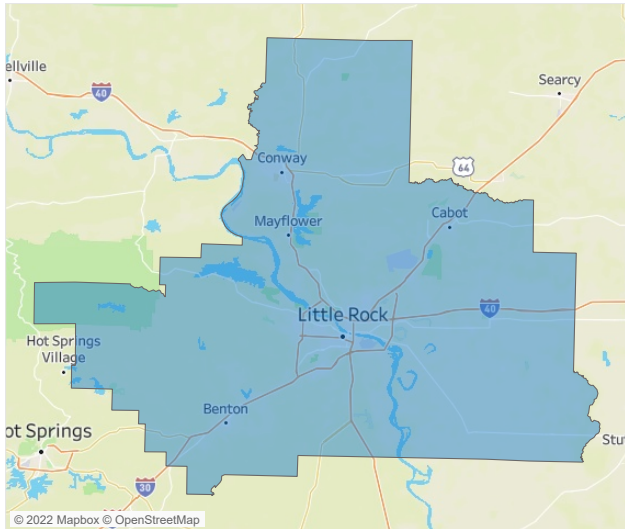 ellville
40
Searcy
Conway
64
Mayflower
Cabot
Little Rock
40
Hot Springs
Village
Benton
ot Springs
Stu
30
© 2022 Mapbox © OpenStreetMap